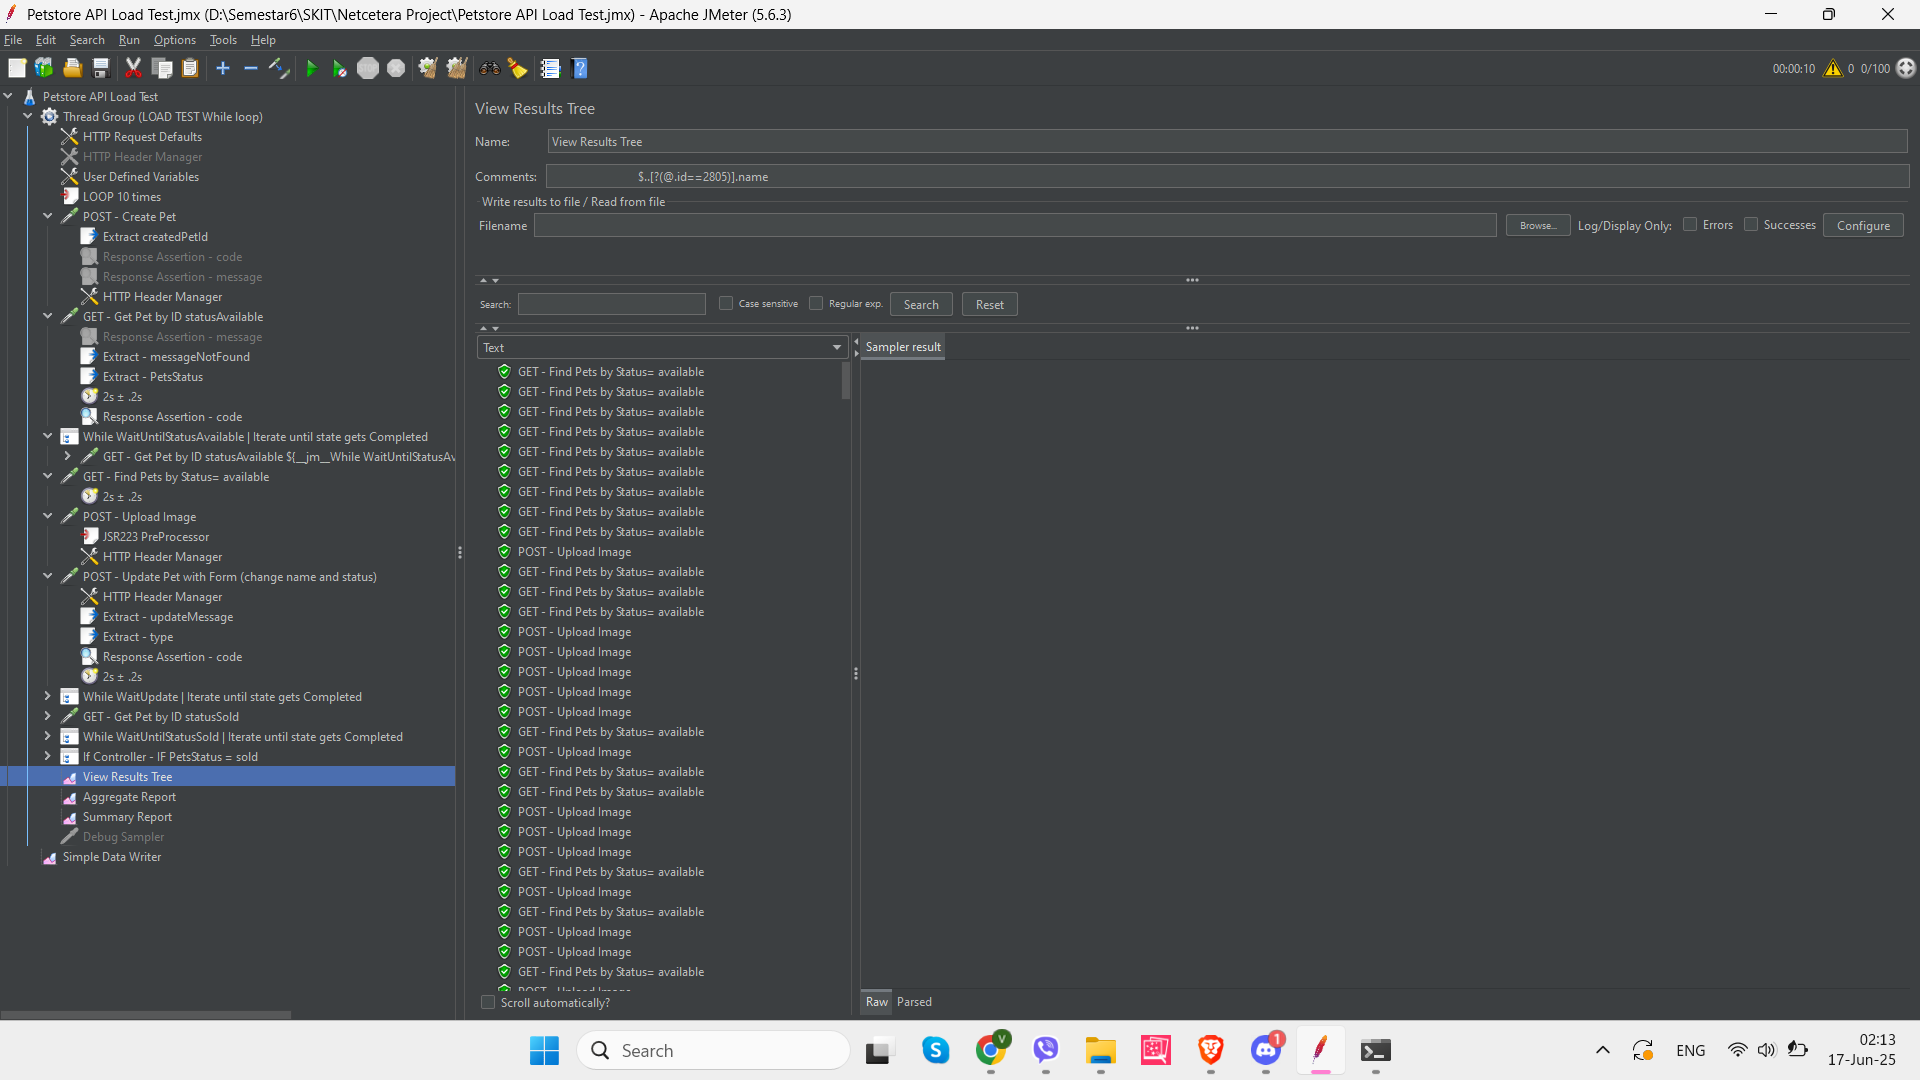 Petstore API Load Test.jmx (D:\Semestar6\SKIT\Netcetera Project\Petstore API Load Test.jmx) - Apache JMeter (5.6.3)
File Edit Search Run Options Tools Help
00:00:10 0 0/100
Petstore API Load Test
Thread Group (LOAD TEST While loop)
HTTP Request Defaults
HTTP Header Manager
User Defined Variables
LOOP 10 times
POST - Create Pet
Extract createdPetId
Response Assertion - code
Response Assertion - message
HTTP Header Manager
GET - Get Pet by ID statusAvailable
Response Assertion - message
Extract - messageNotFound
Extract - PetsStatus
2s ± .2s
Response Assertion - code
While WaitUntilStatusAvailable | Iterate until state gets Completed
GET - Get Pet by ID statusAvailable ${__jm__While WaitUntilStatusAv
GET - Find Pets by Status= available
2s ± .2s
POST - Upload Image
JSR223 PreProcessor
HTTP Header Manager
POST - Update Pet with Form (change name and status)
HTTP Header Manager
Extract - updateMessage
Extract - type
Response Assertion - code
2s ± .2s
While WaitUpdate | Iterate until state gets Completed
GET - Get Pet by ID statusSold
While WaitUntilStatusSold | Iterate until state gets Completed
If Controller - IF PetsStatus = sold
View Results Tree
Aggregate Report
Summary Report
Debug Sampler
Simple Data Writer
View Results Tree
Name: View Results Tree
Comments: $..[?(@.id==2805)].name
Write results to file / Read from file
Filename Browse... Log/Display Only: Errors Successes Configure
Search: Case sensitive Regular exp. Search Reset
Text
Sampler result
GET - Find Pets by Status= available
GET - Find Pets by Status= available
GET - Find Pets by Status= available
GET - Find Pets by Status= available
GET - Find Pets by Status= available
GET - Find Pets by Status= available
GET - Find Pets by Status= available
GET - Find Pets by Status= available
GET - Find Pets by Status= available
POST - Upload Image
GET - Find Pets by Status= available
GET - Find Pets by Status= available
GET - Find Pets by Status= available
POST - Upload Image
POST - Upload Image
POST - Upload Image
POST - Upload Image
POST - Upload Image
GET - Find Pets by Status= available
POST - Upload Image
GET - Find Pets by Status= available
GET - Find Pets by Status= available
POST - Upload Image
POST - Upload Image
POST - Upload Image
GET - Find Pets by Status= available
POST - Upload Image
GET - Find Pets by Status= available
POST - Upload Image
POST - Upload Image
GET - Find Pets by Status= available
POST - Upload Image
Scroll automatically?
Raw Parsed
Search
V
1
ENG
02:13
17-Jun-25